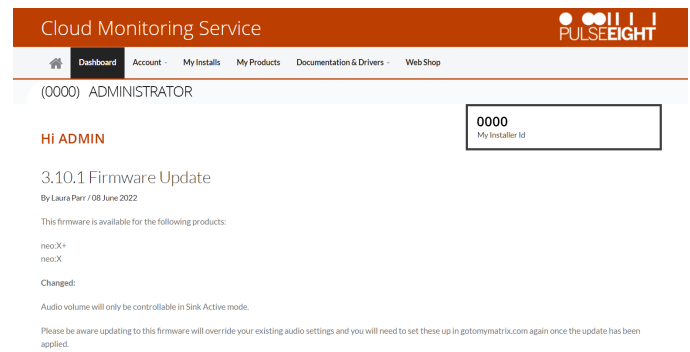 Cloud Monitoring Service
PULSEEIGHT
Dashboard Account My Installs My Products Documentation & Drivers Web Shop
(0000) ADMINISTRATOR
0000
My Installer Id
Hi ADMIN
3.10.1 Firmware Update
By Laura Parr / 08 June 2022
This firmware is available for the following products:
neo:X+
neo:X
Changed:
Audio volume will only be controllable in Sink Active mode.
Please be aware updating to this firmware will override your existing audio settings and you will need to set these up in gotomymatrix.com again once the update has been
applied.